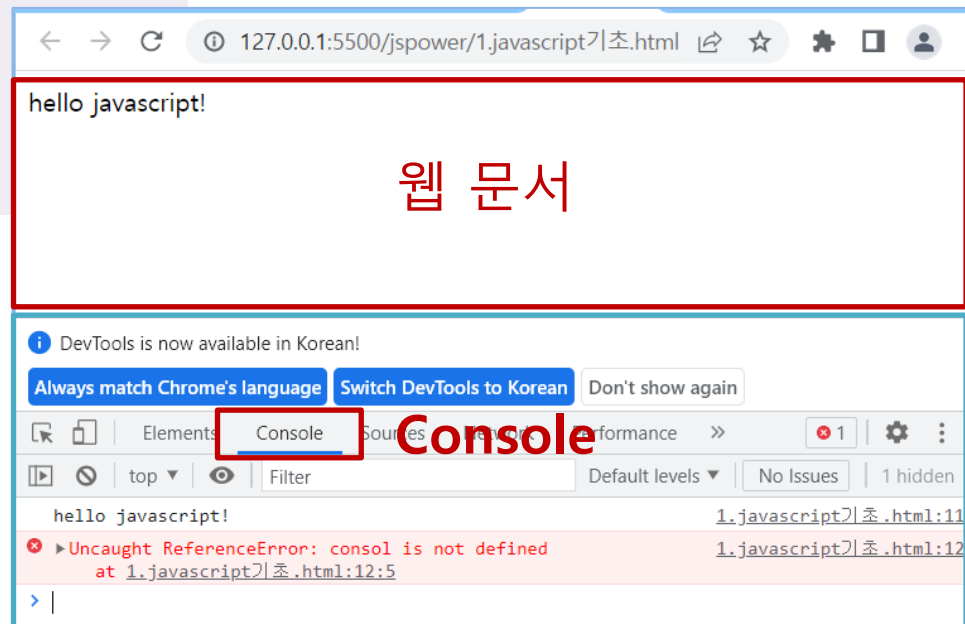 127.0.0.1:5500/jspower/1.javascript기초.html
hello javascript!
웹 문서
DevTools is now available in Korean!
Always match Chrome's language Switch DevTools to Korean Don't show again
Elements Console Sources Network Performance » 1
Console
top ▼ Filter Default levels ▼ No Issues 1 hidden
hello javascript! 1.javascript기초.html:11
▶Uncaught ReferenceError: consol is not defined 1.javascript기초.html:12
at 1.javascript기초.html:12:5
>